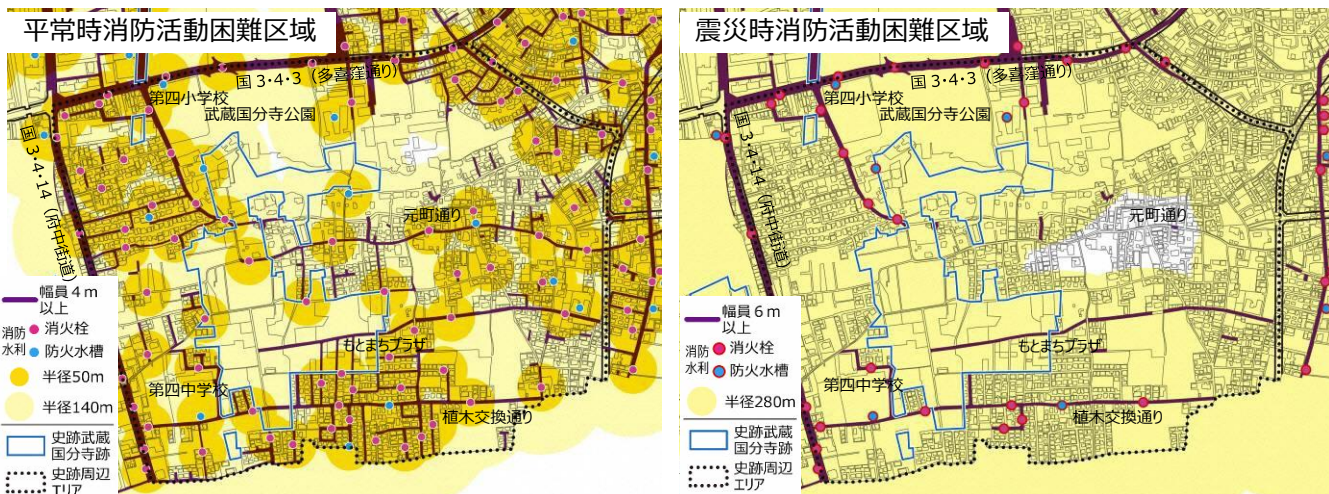 平常時消防活動困難区域
国3・4・3（多喜窪通り）
第四小学校
武蔵国分寺公園
国3・4・14（府中街道）
元町通り
もとまちプラザ
第四中学校
植木交換通り
幅員４ｍ
以上
消防
水利
消火栓
防火水槽
半径50m
半径140m
史跡武蔵
国分寺跡
史跡周辺
エリア
震災時消防活動困難区域
国3・4・3（多喜窪通り）
第四小学校
武蔵国分寺公園
国3・4・14（府中街道）
元町通り
もとまちプラザ
第四中学校
植木交換通り
幅員６ｍ
以上
消防
水利
消火栓
防火水槽
半径280m
史跡武蔵
国分寺跡
史跡周辺
エリア